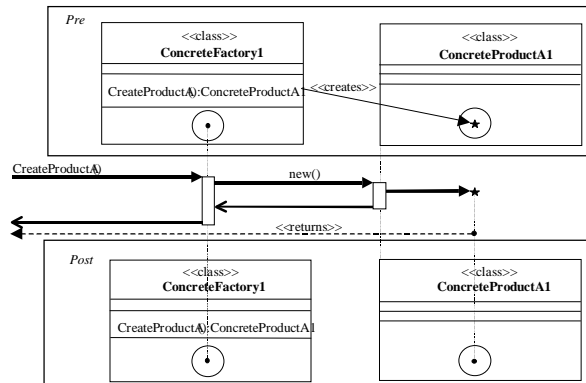 Pre
<<class>>
ConcreteFactory1
CreateProductA():ConcreteProductA1
<<creates>>
<<class>>
ConcreteProductA1
CreateProductA()
new()
<<returns>>
Post
<<class>>
ConcreteFactory1
CreateProductA():ConcreteProductA1
<<class>>
ConcreteProductA1